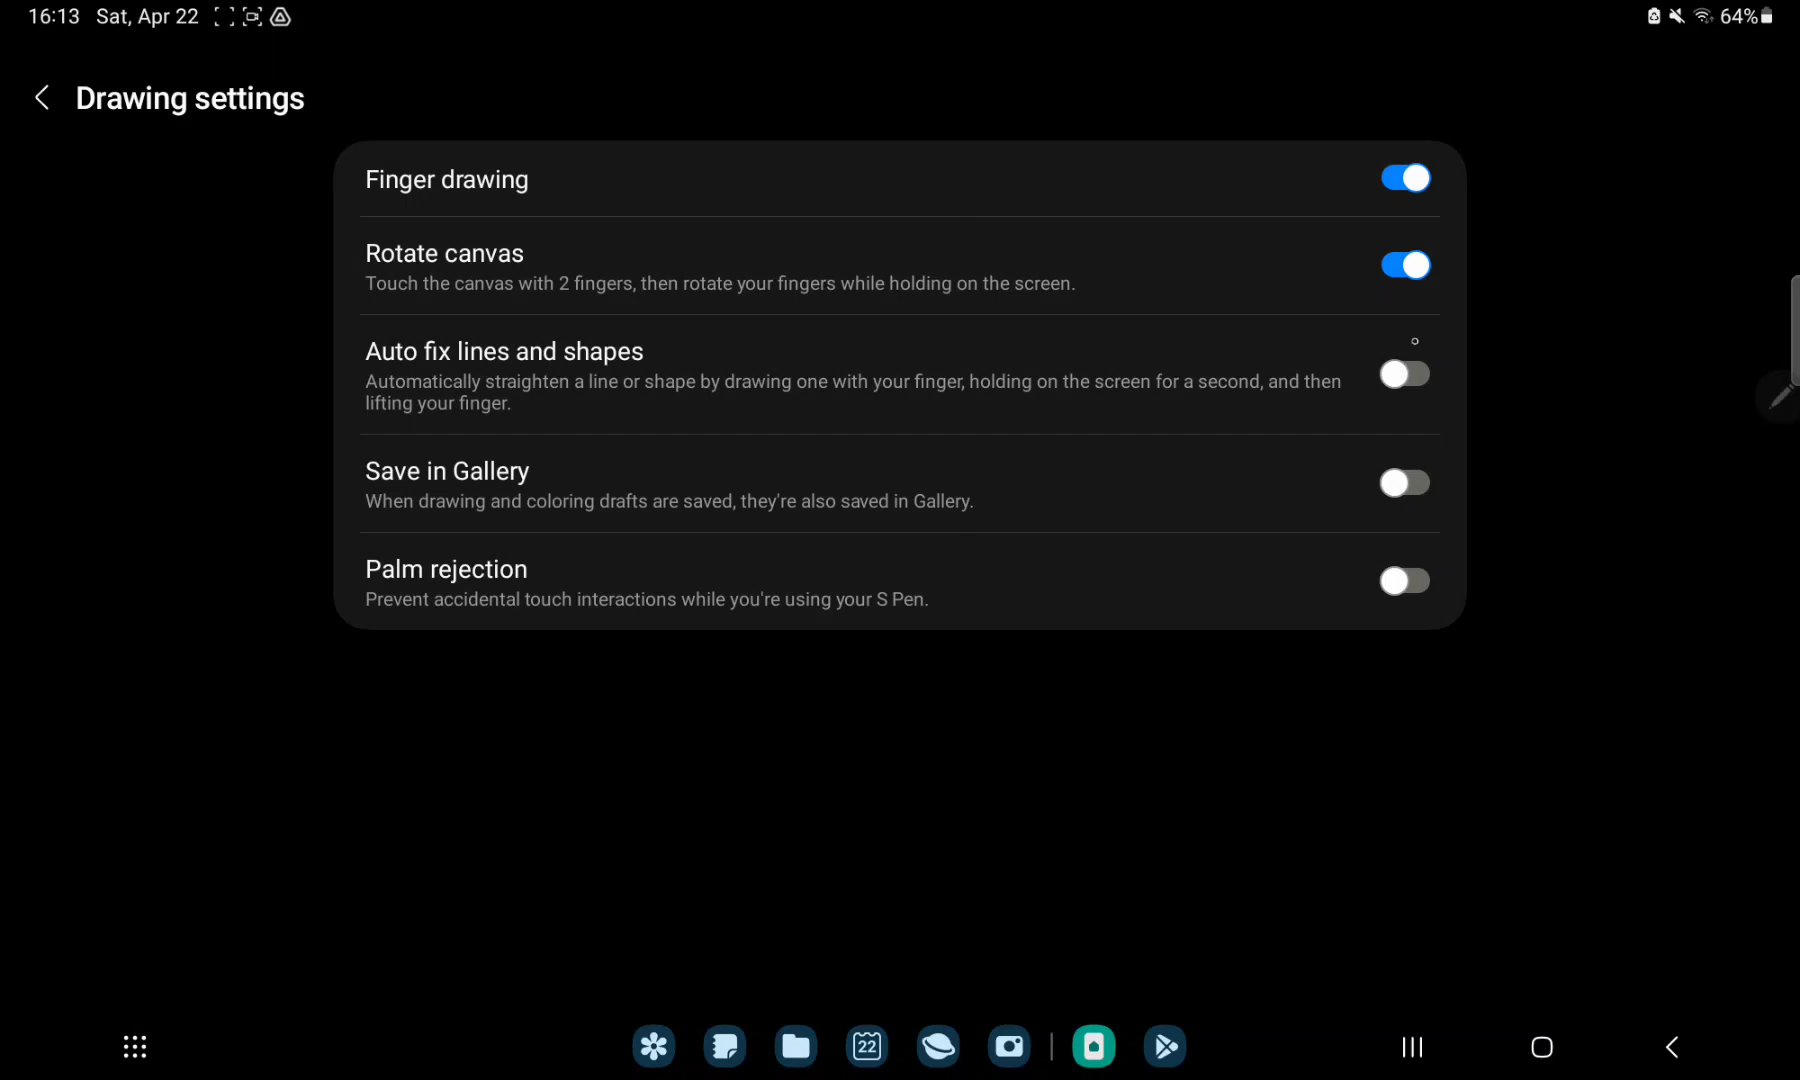 16:13 Sat, Apr 22
64%
Drawing settings
Finger drawing
Rotate canvas
Touch the canvas with 2 fingers, then rotate your fingers while holding on the screen.
Auto fix lines and shapes
Automatically straighten a line or shape by drawing one with your finger, holding on the screen for a second, and then
lifting your finger.
Save in Gallery
When drawing and coloring drafts are saved, they're also saved in Gallery.
Palm rejection
Prevent accidental touch interactions while you're using your S Pen.
22